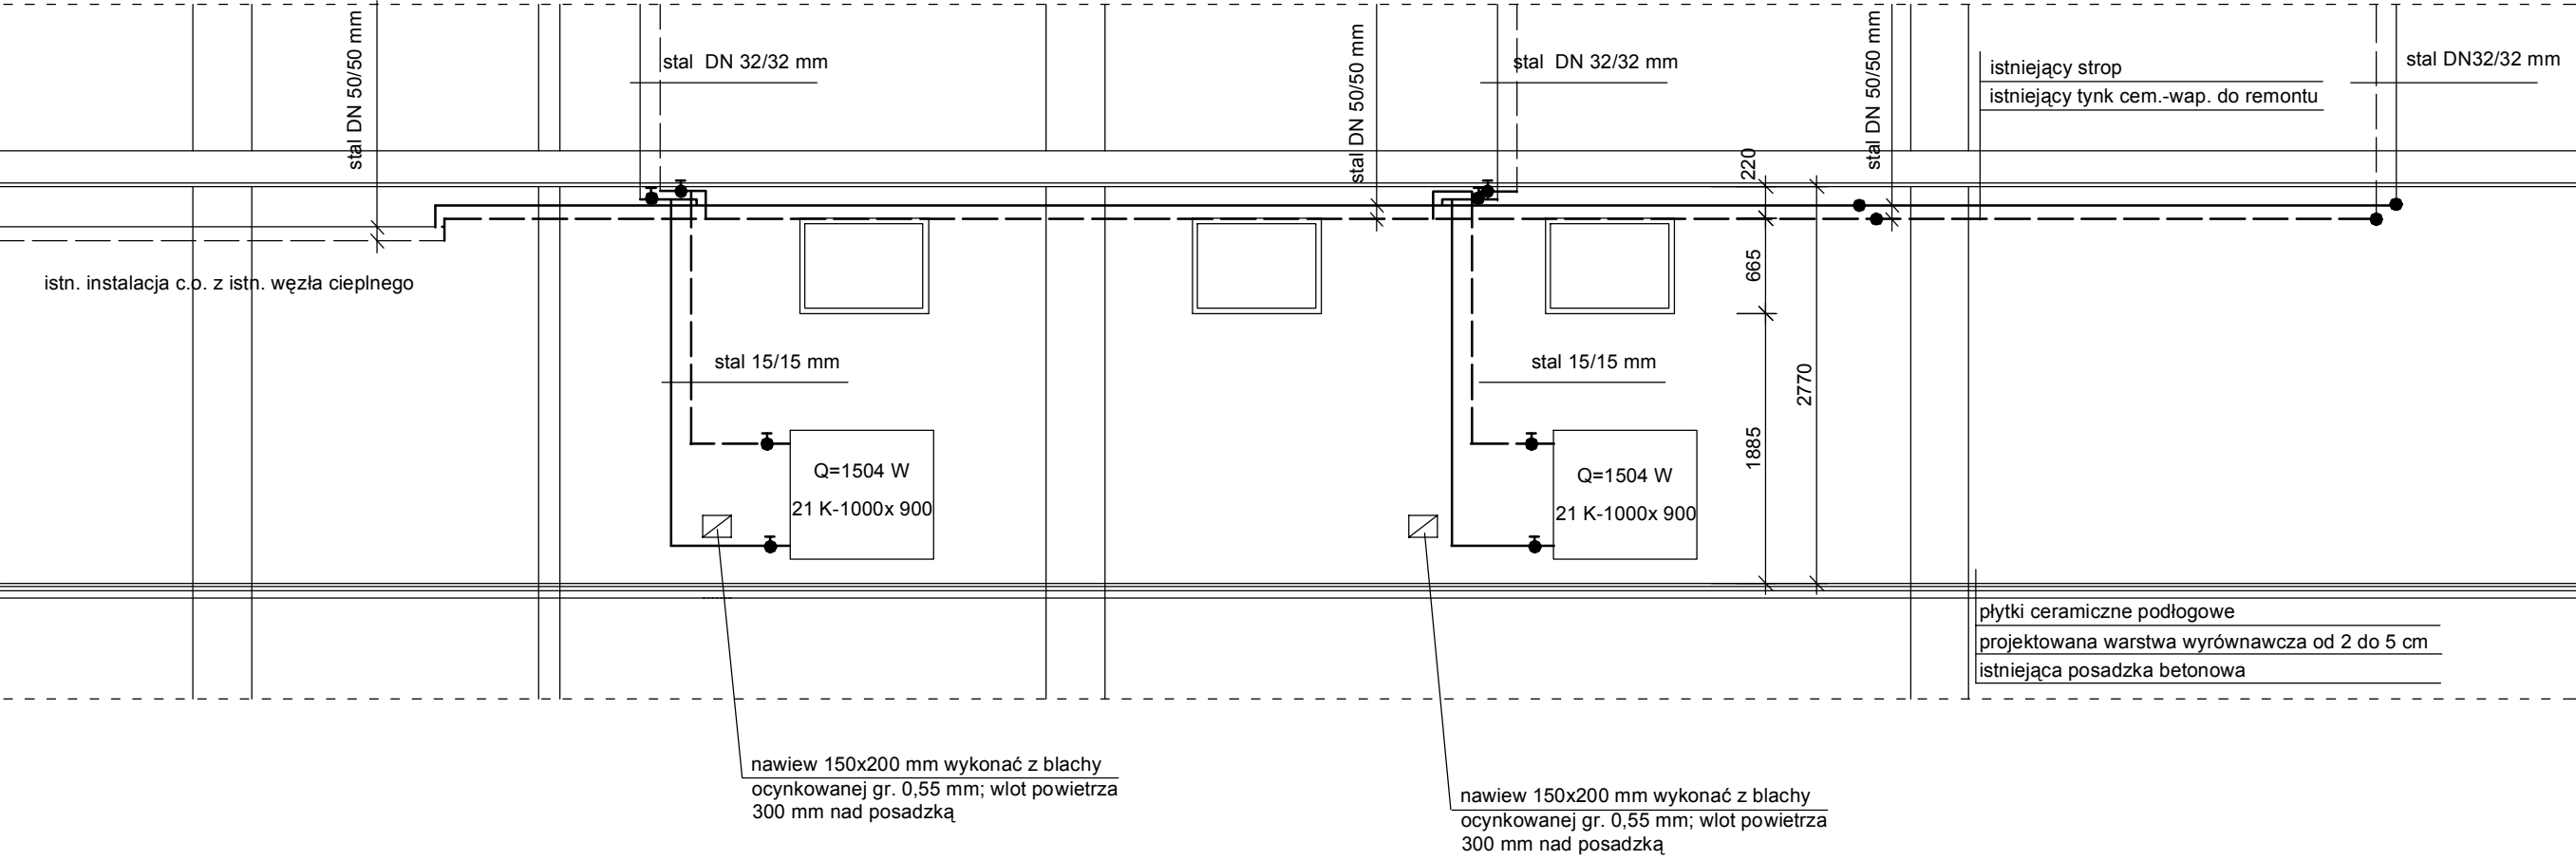 stal DN 50/50 mm
stal DN 32/32 mm
stal DN 50/50 mm
stal DN 32/32 mm
stal DN 50/50 mm
istniejący strop
istniejący tynk cem.-wap. do remontu
stal DN32/32 mm
220
istn. instalacja c.o. z istn. węzła cieplnego
665
stal 15/15 mm
stal 15/15 mm
2770
1885
Q=1504 W
21 K-1000x 900
Q=1504 W
21 K-1000x 900
płytki ceramiczne podłogowe
projektowana warstwa wyrównawcza od 2 do 5 cm
istniejąca posadzka betonowa
nawiew 150x200 mm wykonać z blachy
ocynkowanej gr. 0,55 mm; wlot powietrza
300 mm nad posadzką
nawiew 150x200 mm wykonać z blachy
ocynkowanej gr. 0,55 mm; wlot powietrza
300 mm nad posadzką